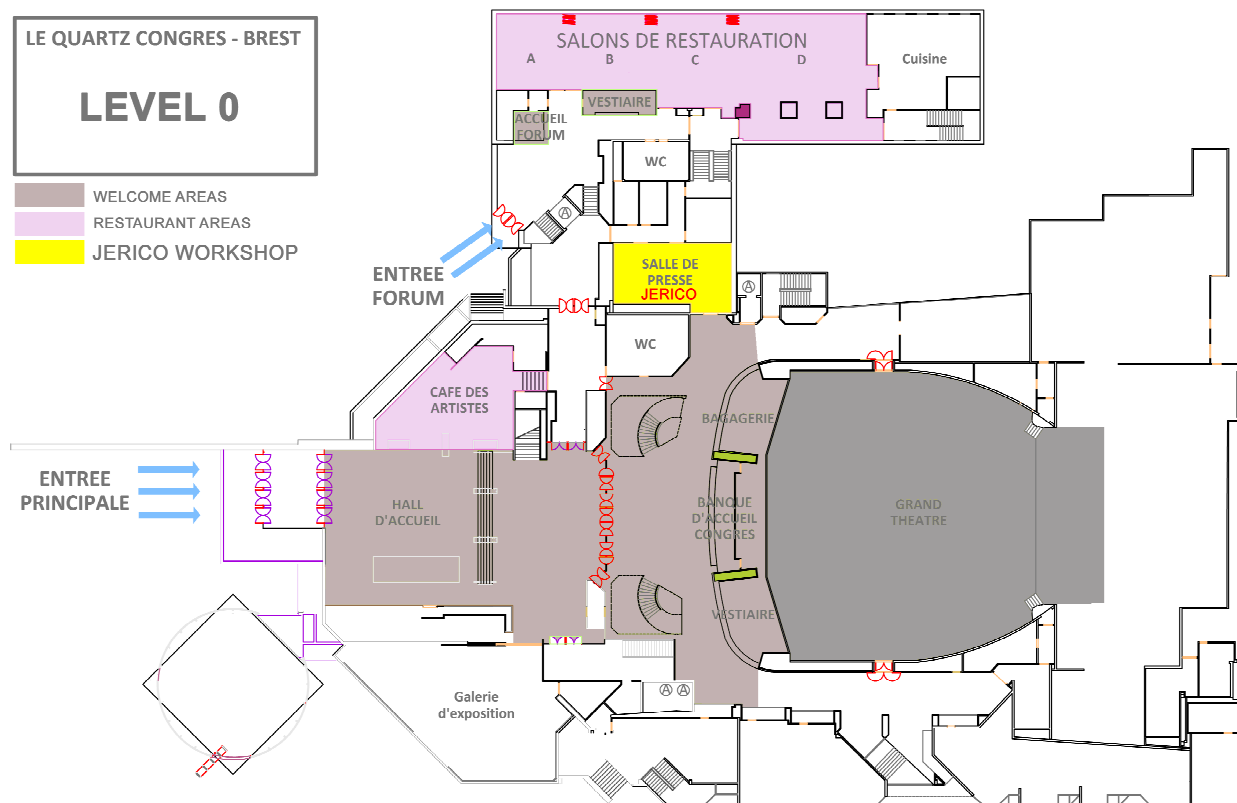 LE QUARTZ CONGRES - BREST
LEVEL 0
WELCOME AREAS
RESTAURANT AREAS
JERICO WORKSHOP
SALONS DE RESTAURATION
A
B
C
D
Cuisine
VESTIAIRE
ACCUEIL
FORUM
WC
A
ENTREE
FORUM
SALLE DE
PRESSE
JERICO
A
WC
CAFE DES
ARTISTES
BAGAGERIE
ENTREE
PRINCIPALE
HALL
D'ACCUEIL
BANQUE
D'ACCUEIL
CONGRES
GRAND
THEATRE
VESTIAIRE
Galerie
d'exposition
A A